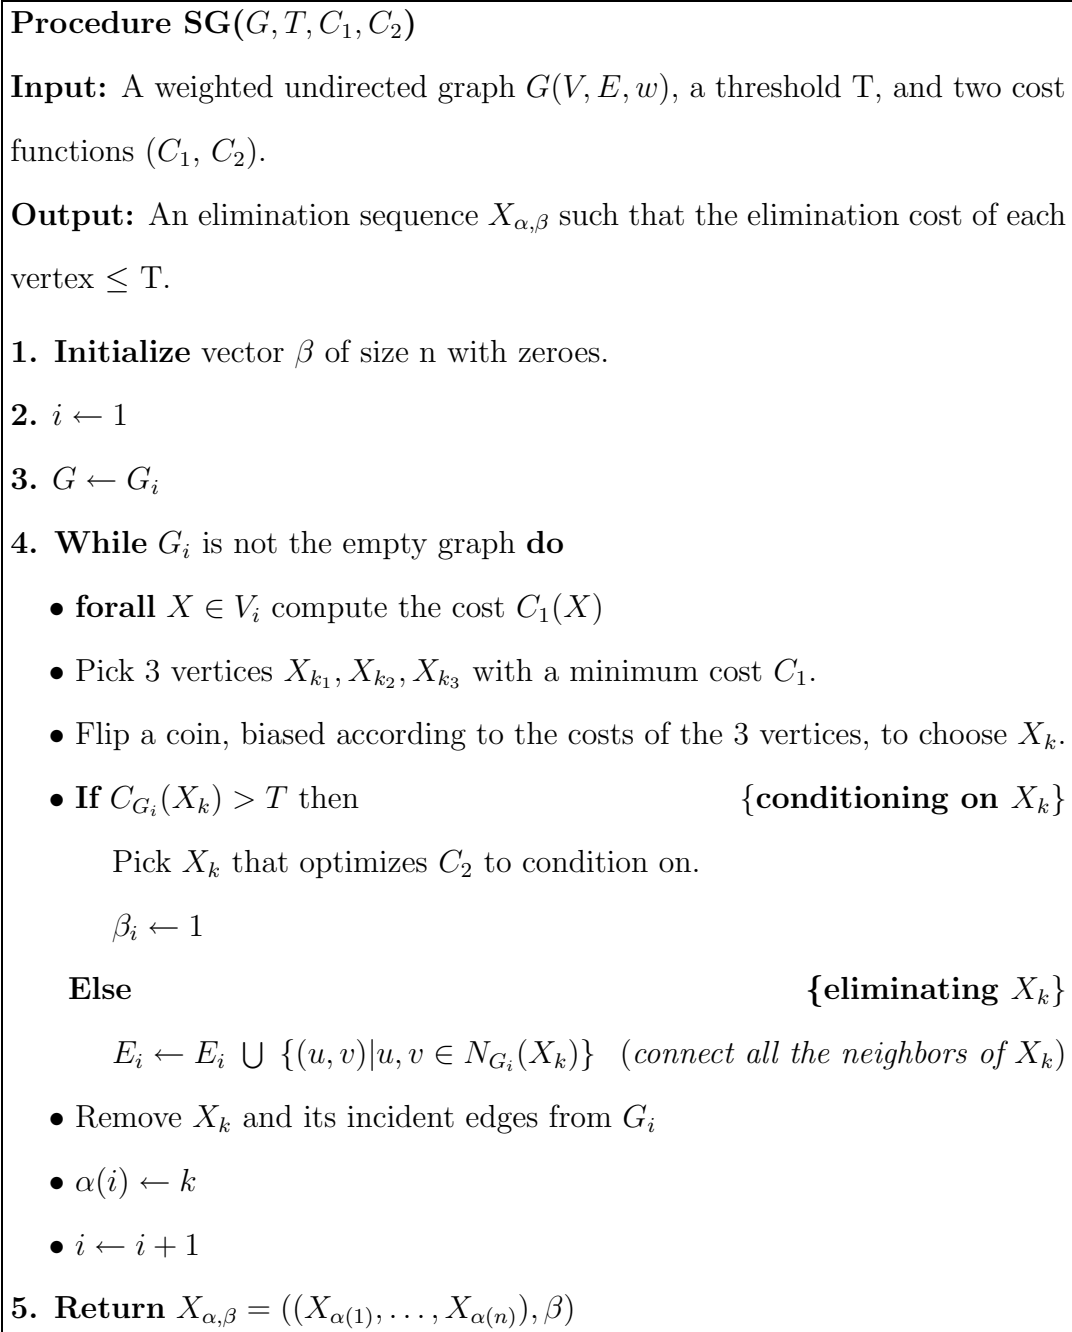 Procedure SG(G, T, C₁, C₂)
Input: A weighted undirected graph G(V, E, w), a threshold T, and two cost
functions (C₁, C₂).
Output: An elimination sequence X_{α,β} such that the elimination cost of each
vertex ≤ T.
1. Initialize vector β of size n with zeroes.
2. i ← 1
3. G ← G_i
4. While G_i is not the empty graph do
• forall X ∈ V_i compute the cost C₁(X)
• Pick 3 vertices X_{k₁}, X_{k₂}, X_{k₃} with a minimum cost C₁.
• Flip a coin, biased according to the costs of the 3 vertices, to choose X_k.
• If C_{G_i}(X_k) > T then {conditioning on X_k}
Pick X_k that optimizes C₂ to condition on.
β_i ← 1
Else {eliminating X_k}
E_i ← E_i ∪ {(u, v)|u, v ∈ N_{G_i}(X_k)} (connect all the neighbors of X_k)
• Remove X_k and its incident edges from G_i
• α(i) ← k
• i ← i + 1
5. Return X_{α,β} = ((X_{α(1)}, . . . , X_{α(n)}), β)